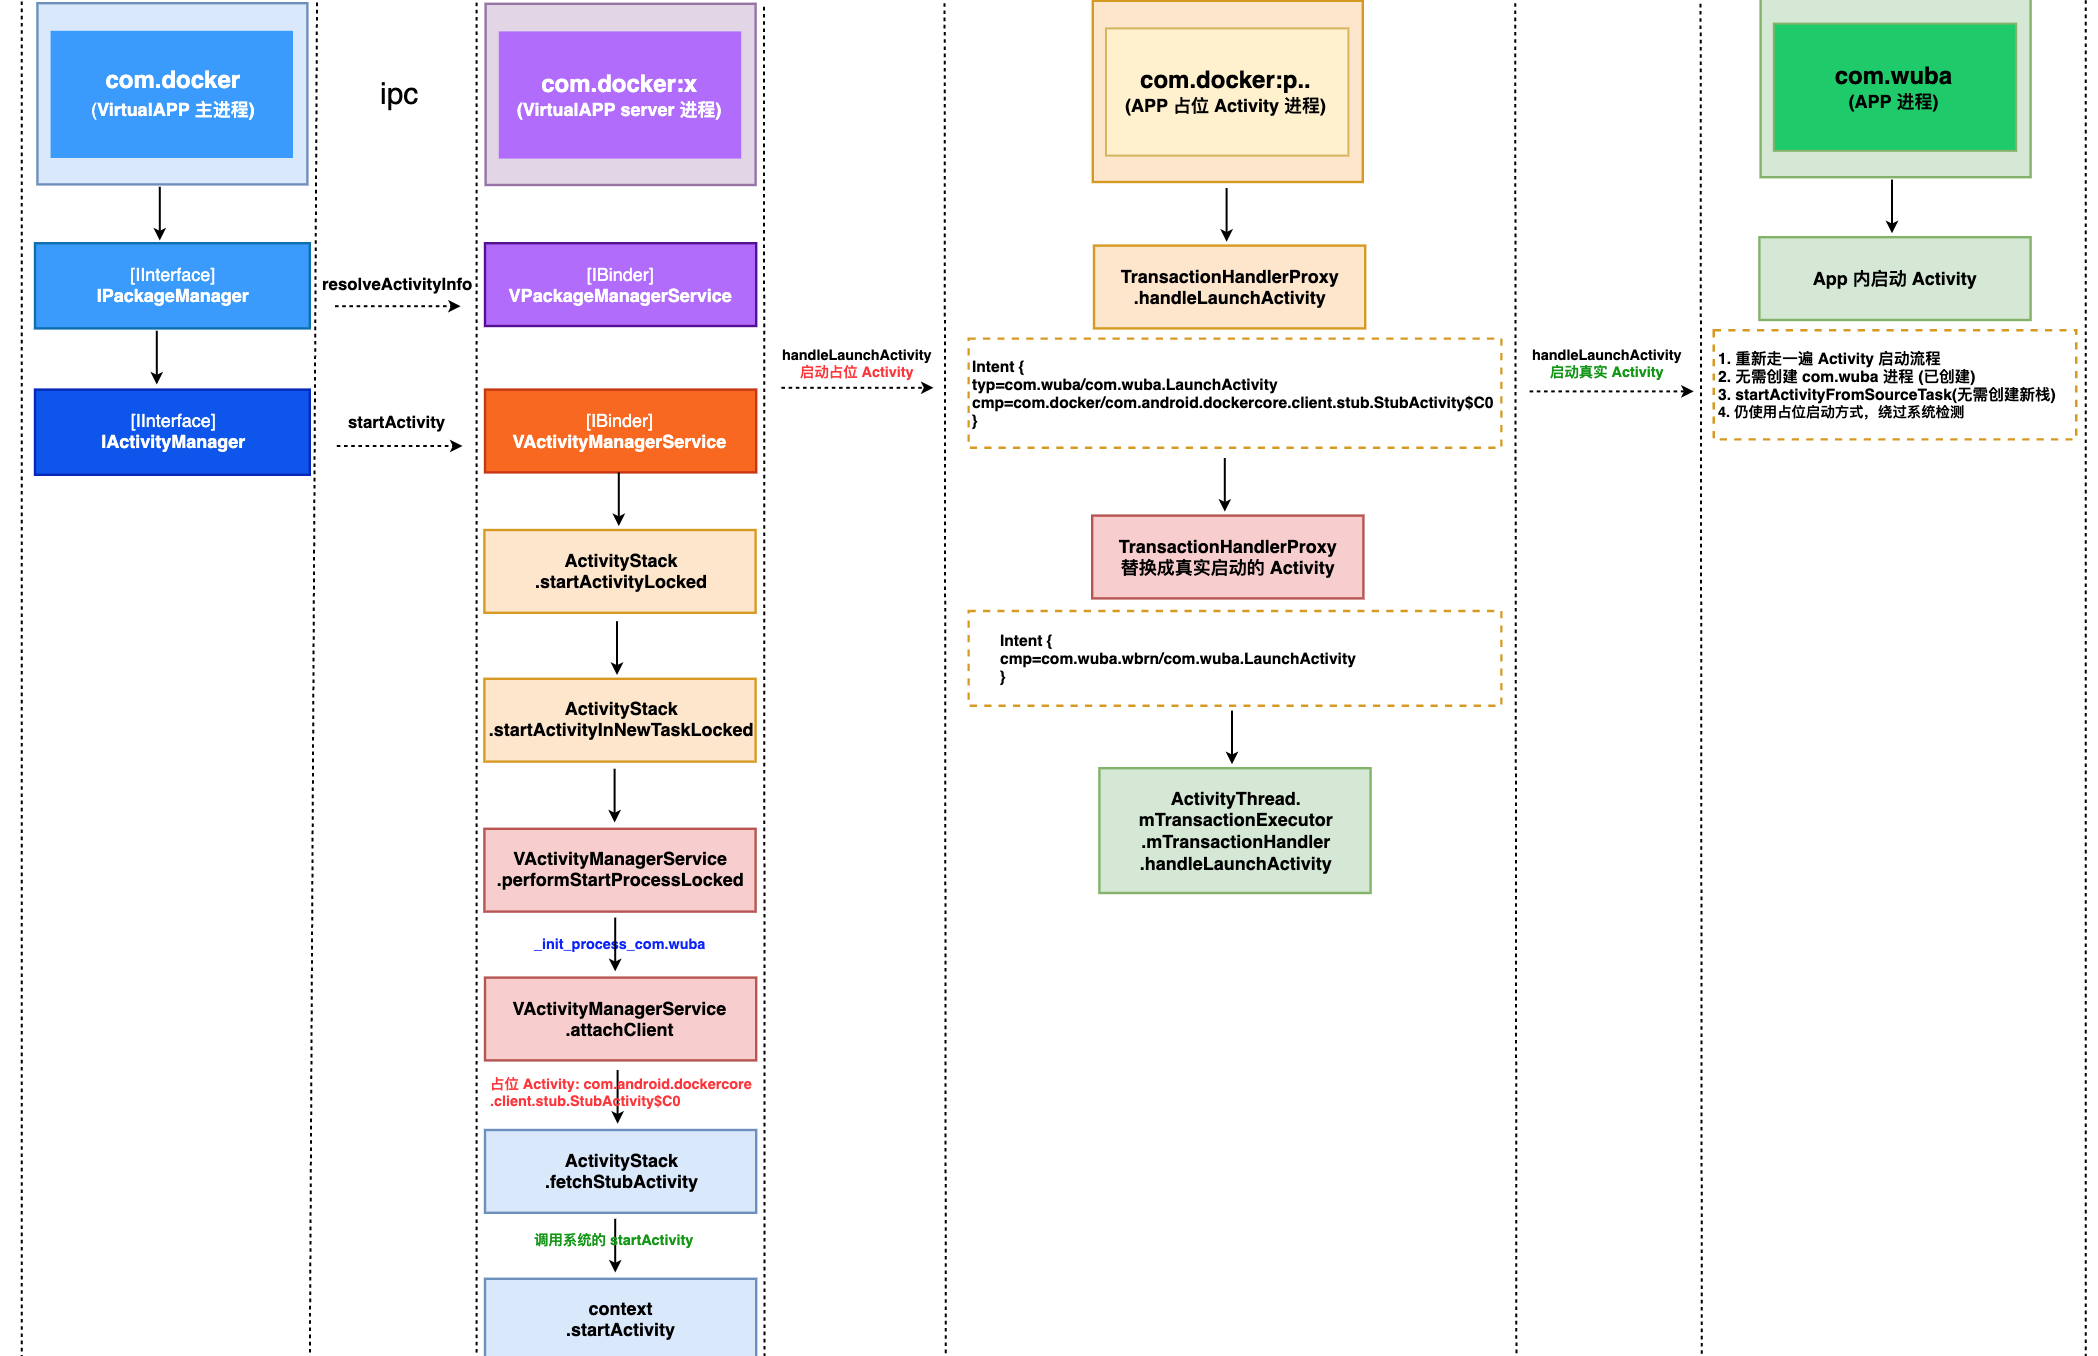 com.docker
(VirtualAPP 主进程)
ipc
com.docker:x
(VirtualAPP server 进程)
com.docker:p..
(APP 占位 Activity 进程)
com.wuba
(APP 进程)
[IInterface]
IPackageManager
resolveActivityInfo
[IBinder]
VPackageManagerService
[IInterface]
IActivityManager
startActivity
[IBinder]
VActivityManagerService
ActivityStack
.startActivityLocked
ActivityStack
.startActivityInNewTaskLocked
VActivityManagerService
.performStartProcessLocked
_init_process_com.wuba
VActivityManagerService
.attachClient
占位 Activity: com.android.dockercore
.client.stub.StubActivity$C0
ActivityStack
.fetchStubActivity
调用系统的 startActivity
context
.startActivity
handleLaunchActivity
启动占位 Activity
TransactionHandlerProxy
.handleLaunchActivity
Intent {
typ=com.wuba/com.wuba.LaunchActivity
cmp=com.docker/com.android.dockercore.client.stub.StubActivity$C0
}
TransactionHandlerProxy
替换成真实启动的 Activity
Intent {
cmp=com.wuba.wbrn/com.wuba.LaunchActivity
}
ActivityThread.
mTransactionExecutor
.mTransactionHandler
.handleLaunchActivity
handleLaunchActivity
启动真实 Activity
App 内启动 Activity
1. 重新走一遍 Activity 启动流程
2. 无需创建 com.wuba 进程 (已创建)
3. startActivityFromSourceTask(无需创建新栈)
4. 仍使用占位启动方式，绕过系统检测